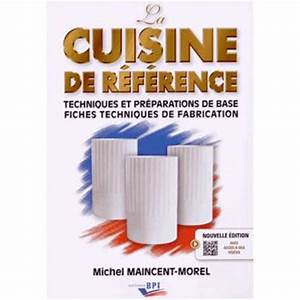 La
CUISINE
DE RÉFÉRENCE
TECHNIQUES ET PRÉPARATIONS DE BASE
FICHES TECHNIQUES DE FABRICATION
NOUVELLE ÉDITION
AVEC
Michel MAINCENT-MOREL
BPI